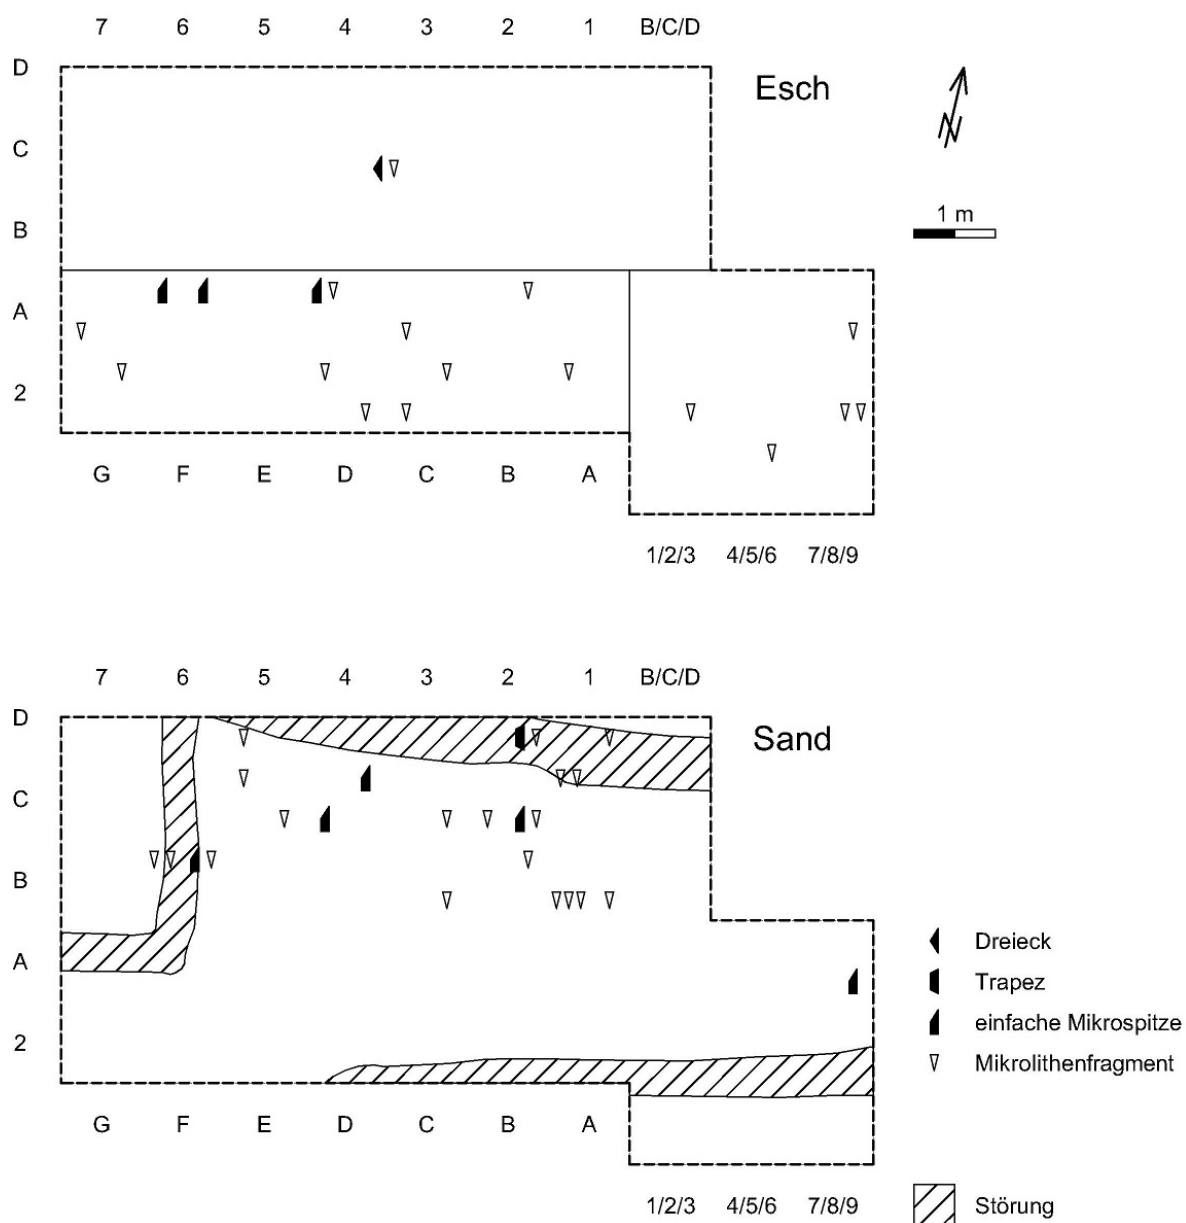 7 6 5 4 3 2 1 B/C/D
D
Esch
C
N
1 m
B
A
2
G F E D C B A
1/2/3 4/5/6 7/8/9
7 6 5 4 3 2 1 B/C/D
D
Sand
C
B
A
Dreieck
Trapez
einfache Mikrospitze
2
Mikrolithenfragment
G F E D C B A
1/2/3 4/5/6 7/8/9
Störung